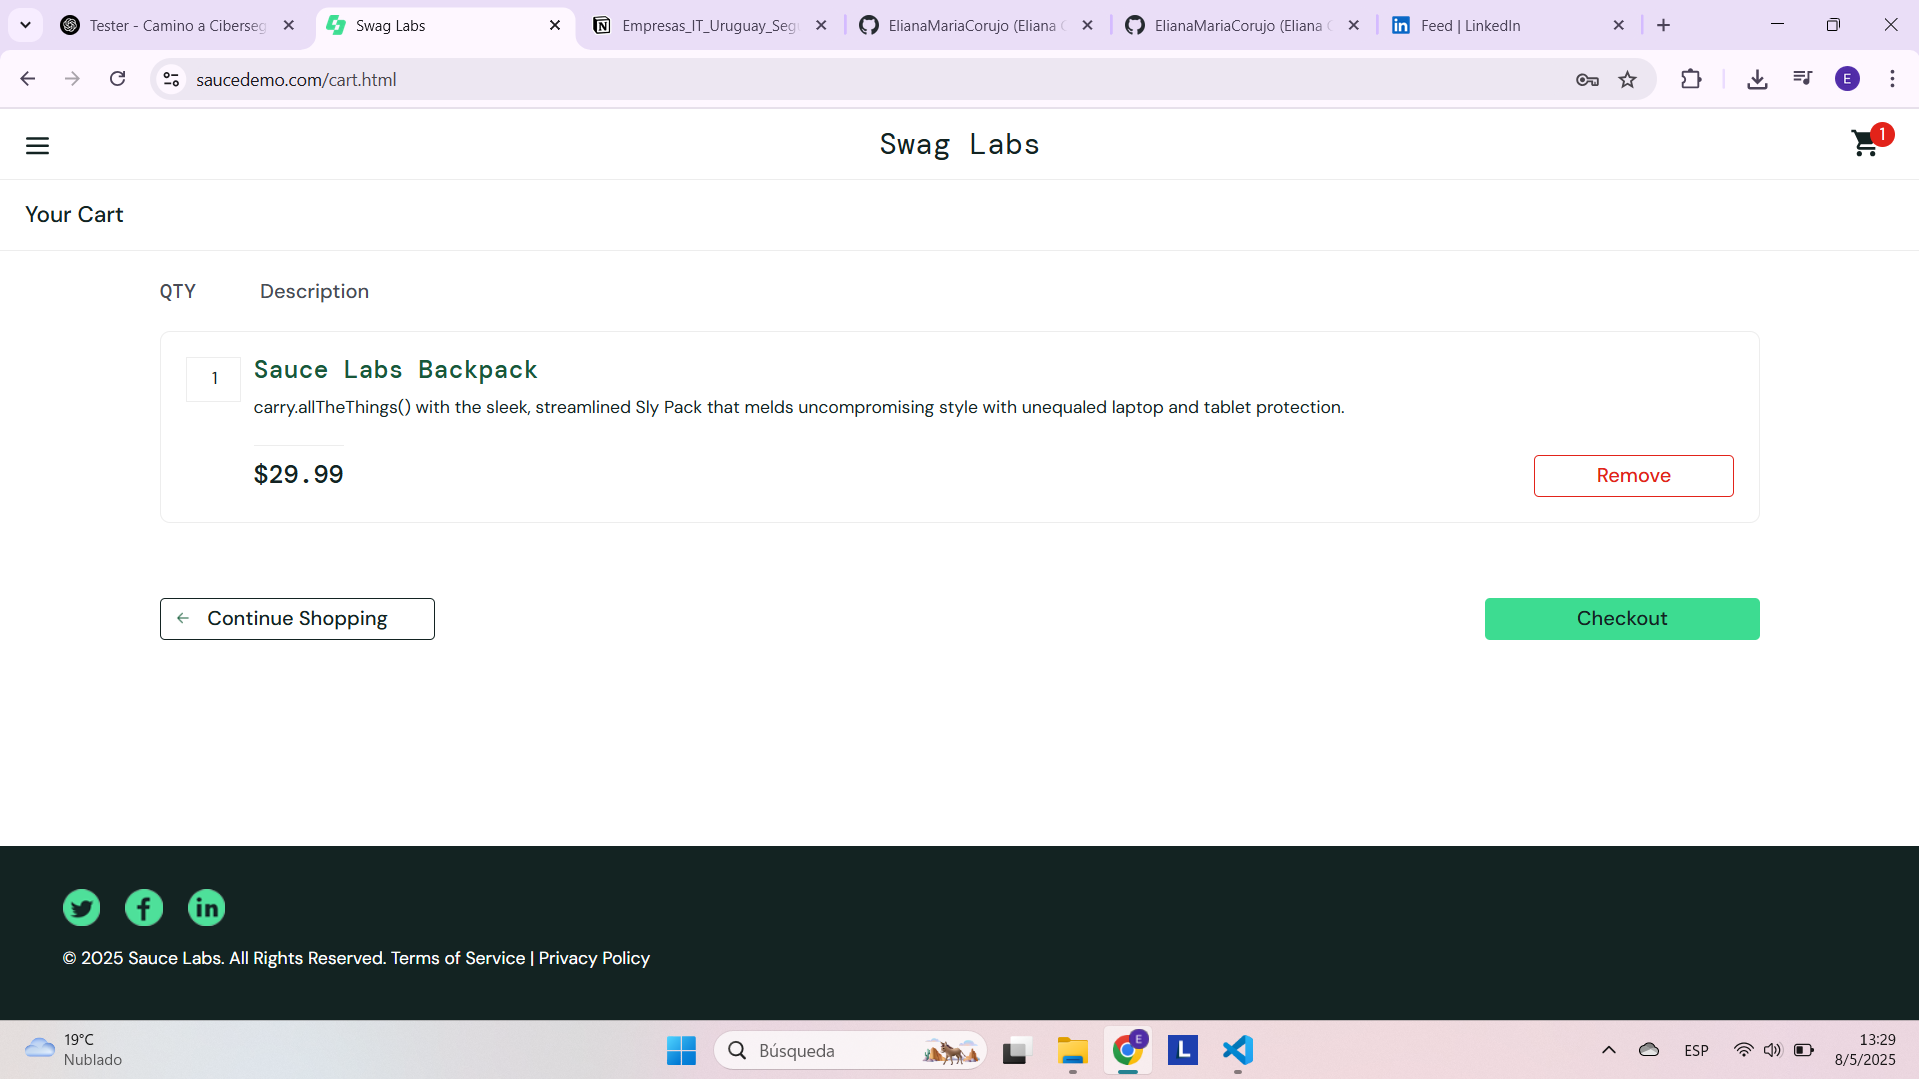 Tester - Camino a Ciberseg
Swag Labs
Empresas_IT_Uruguay_Seg
ElianaMariaCorujo (Eliana C
ElianaMariaCorujo (Eliana C
Feed | LinkedIn
saucedemo.com/cart.html
E
Swag Labs
1
Your Cart
QTY Description
1
Sauce Labs Backpack
carry.allTheThings() with the sleek, streamlined Sly Pack that melds uncompromising style with unequaled laptop and tablet protection.
$29.99
Remove
Continue Shopping
Checkout
© 2025 Sauce Labs. All Rights Reserved. Terms of Service | Privacy Policy
19°C
Nublado
Búsqueda
E
L
ESP
13:29
8/5/2025